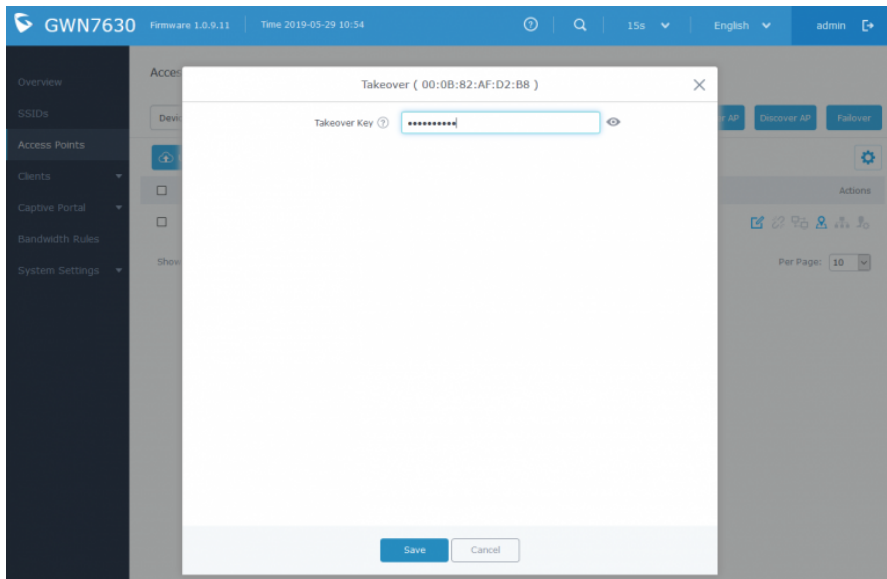 GWN7630 Firmware 1.0.9.11 Time 2019-05-29 10:54 15s English admin
Overview
SSIDs
Access Points
Clients
Captive Portal
Bandwidth Rules
System Settings
Takeover ( 00:0B:82:AF:D2:B8 )
Takeover Key ••••••••••
AP Discover AP Failover
Actions
Show
Per Page: 10
Save Cancel